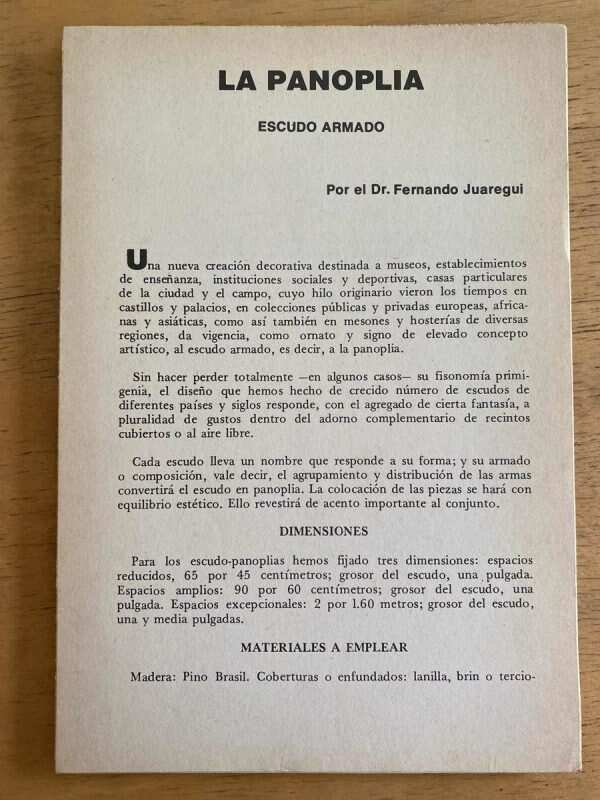 LA PANOPLIA
ESCUDO ARMADO
Por el Dr. Fernando Juaregui
Una nueva creación decorativa destinada a museos, establecimientos
de enseñanza, instituciones sociales y deportivas, casas particulares
de la ciudad y el campo, cuyo hilo originario vieron los tiempos en
castillos y palacios, en colecciones públicas y privadas europeas, africa-
nas y asiáticas, como así también en mesones y hosterías de diversas
regiones, da vigencia, como ornato y signo de elevado concepto
artístico, al escudo armado, es decir, a la panoplia.
Sin hacer perder totalmente —en algunos casos— su fisonomía primi-
genia, el diseño que hemos hecho de crecido número de escudos de
diferentes países y siglos responde, con el agregado de cierta fantasía, a
pluralidad de gustos dentro del adorno complementario de recintos
cubiertos o al aire libre.
Cada escudo lleva un nombre que responde a su forma; y su armado
o composición, vale decir, el agrupamiento y distribución de las armas
convertirá el escudo en panoplia. La colocación de las piezas se hará con
equilibrio estético. Ello revestirá de acento importante al conjunto.
DIMENSIONES
Para los escudo-panoplias hemos fijado tres dimensiones: espacios
reducidos, 65 por 45 centímetros; grosor del escudo, una pulgada.
Espacios amplios: 90 por 60 centímetros; grosor del escudo, una
pulgada. Espacios excepcionales: 2 por 1.60 metros; grosor del escudo,
una y media pulgadas.
MATERIALES A EMPLEAR
Madera: Pino Brasil. Coberturas o enfundados: lanilla, brin o tercio-